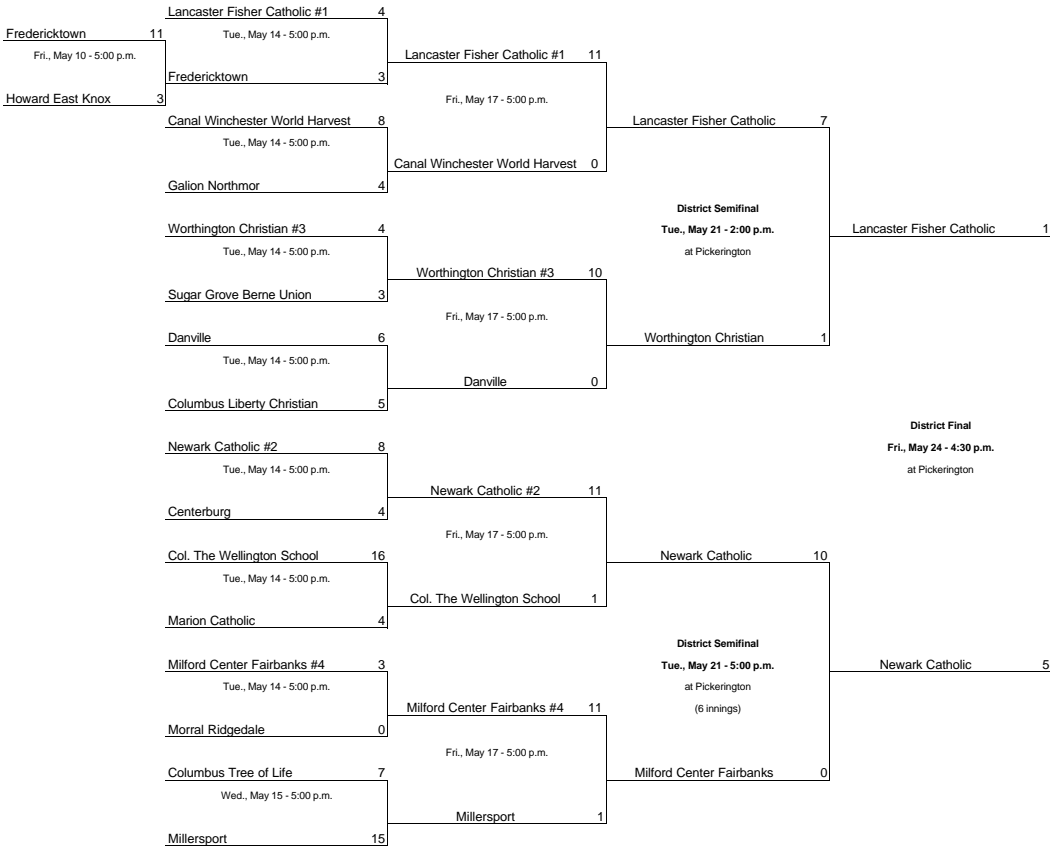 Fredericktown 11
Fri., May 10 - 5:00 p.m.
Howard East Knox 3
Lancaster Fisher Catholic #1 4
Tue., May 14 - 5:00 p.m.
Fredericktown 3
Canal Winchester World Harvest 8
Tue., May 14 - 5:00 p.m.
Galion Northmor 4
Worthington Christian #3 4
Tue., May 14 - 5:00 p.m.
Sugar Grove Berne Union 3
Danville 6
Tue., May 14 - 5:00 p.m.
Columbus Liberty Christian 5
Newark Catholic #2 8
Tue., May 14 - 5:00 p.m.
Centerburg 4
Col. The Wellington School 16
Tue., May 14 - 5:00 p.m.
Marion Catholic 4
Milford Center Fairbanks #4 3
Tue., May 14 - 5:00 p.m.
Morral Ridgedale 0
Columbus Tree of Life 7
Wed., May 15 - 5:00 p.m.
Millersport 15
Lancaster Fisher Catholic #1 11
Fri., May 17 - 5:00 p.m.
Canal Winchester World Harvest 0
Worthington Christian #3 10
Fri., May 17 - 5:00 p.m.
Danville 0
Newark Catholic #2 11
Fri., May 17 - 5:00 p.m.
Col. The Wellington School 1
Milford Center Fairbanks #4 11
Fri., May 17 - 5:00 p.m.
Millersport 1
Lancaster Fisher Catholic 7
District Semifinal
Tue., May 21 - 2:00 p.m.
at Pickerington
Worthington Christian 1
Newark Catholic 10
District Semifinal
Tue., May 21 - 5:00 p.m.
at Pickerington
(6 innings)
Milford Center Fairbanks 0
Lancaster Fisher Catholic 1
District Final
Fri., May 24 - 4:30 p.m.
at Pickerington
Newark Catholic 5